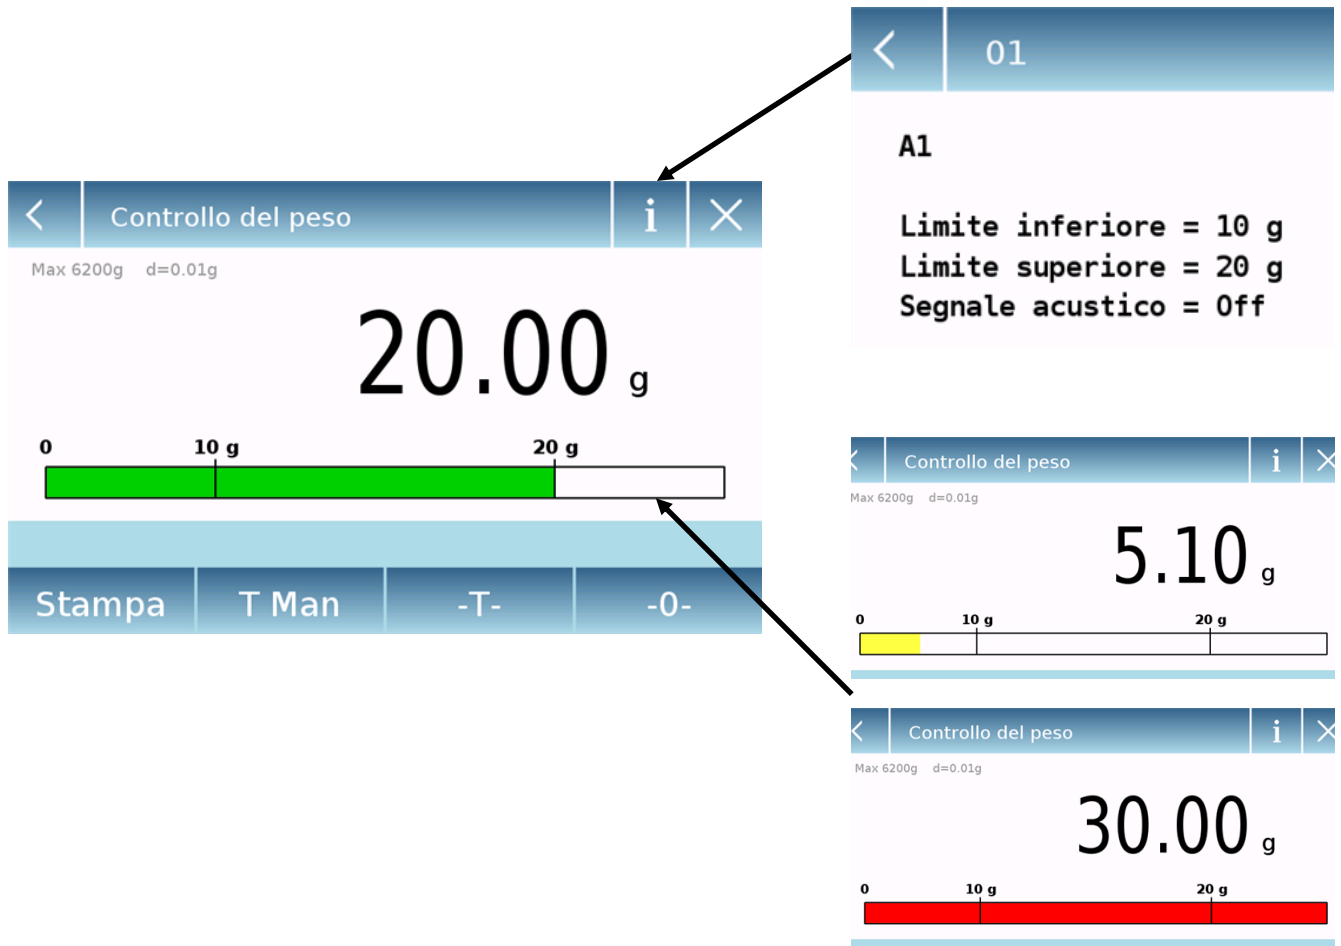 01
A1
Limite inferiore = 10 g
Limite superiore = 20 g
Segnale acustico = Off
Controllo del peso i
Max 6200g d=0.01g
20.00 g
0 10 g 20 g
Stampa T Man -T- -0-
Controllo del peso i
Max 6200g d=0.01g
5.10 g
0 10 g 20 g
Controllo del peso i
Max 6200g d=0.01g
30.00 g
0 10 g 20 g